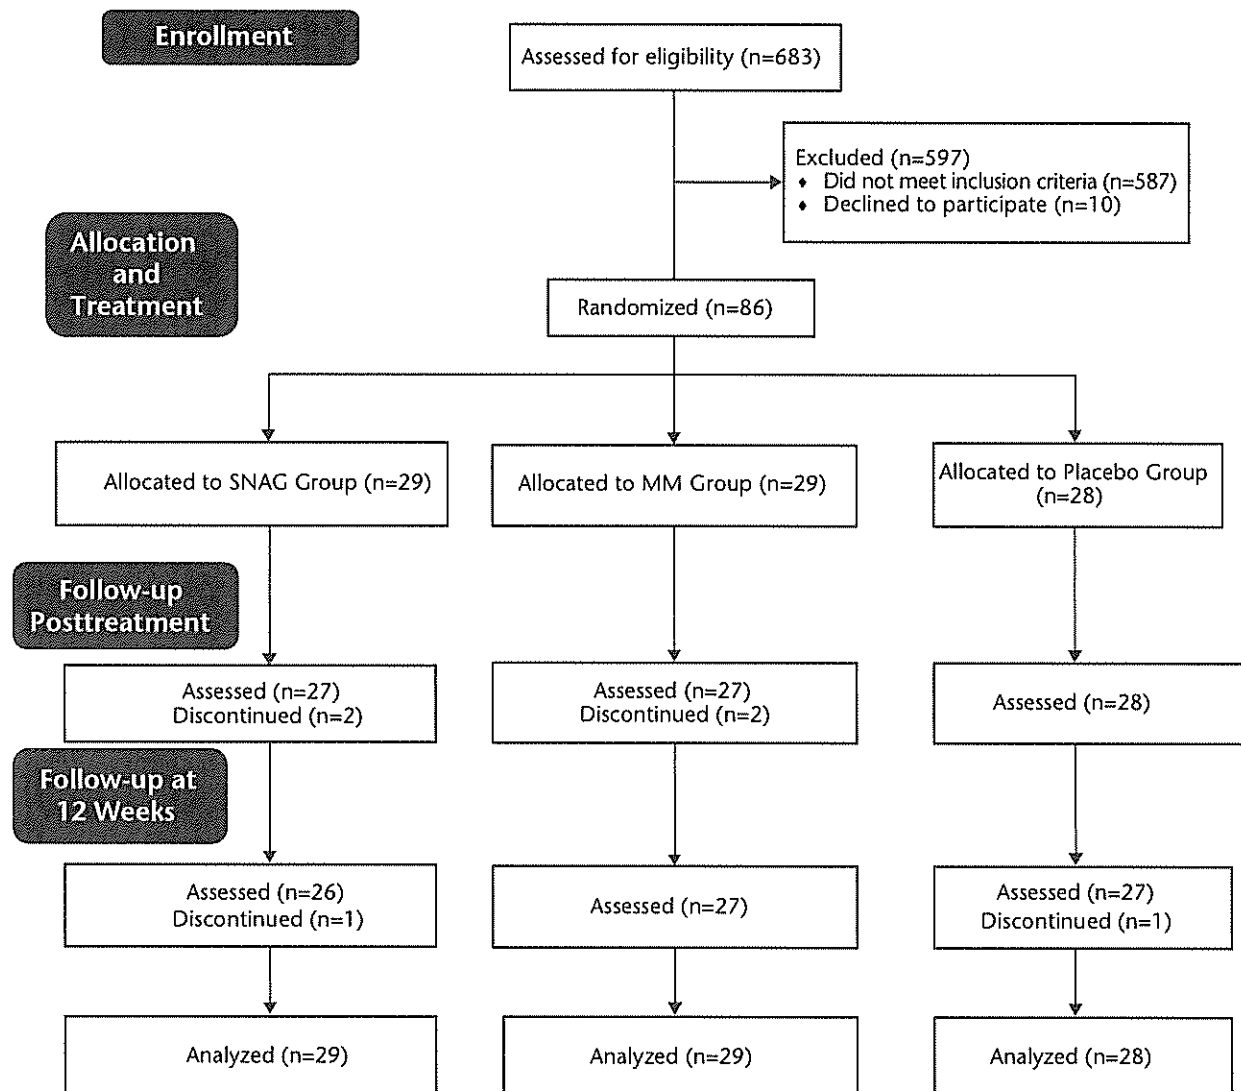 Enrollment
Assessed for eligibility (n=683)
Excluded (n=597)
♦ Did not meet inclusion criteria (n=587)
♦ Declined to participate (n=10)
Allocation
and
Treatment
Randomized (n=86)
Allocated to SNAG Group (n=29)
Allocated to MM Group (n=29)
Allocated to Placebo Group
(n=28)
Follow-up
Posttreatment
Assessed (n=27)
Discontinued (n=2)
Assessed (n=27)
Discontinued (n=2)
Assessed (n=28)
Follow-up at
12 Weeks
Assessed (n=26)
Discontinued (n=1)
Assessed (n=27)
Assessed (n=27)
Discontinued (n=1)
Analyzed (n=29)
Analyzed (n=29)
Analyzed (n=28)